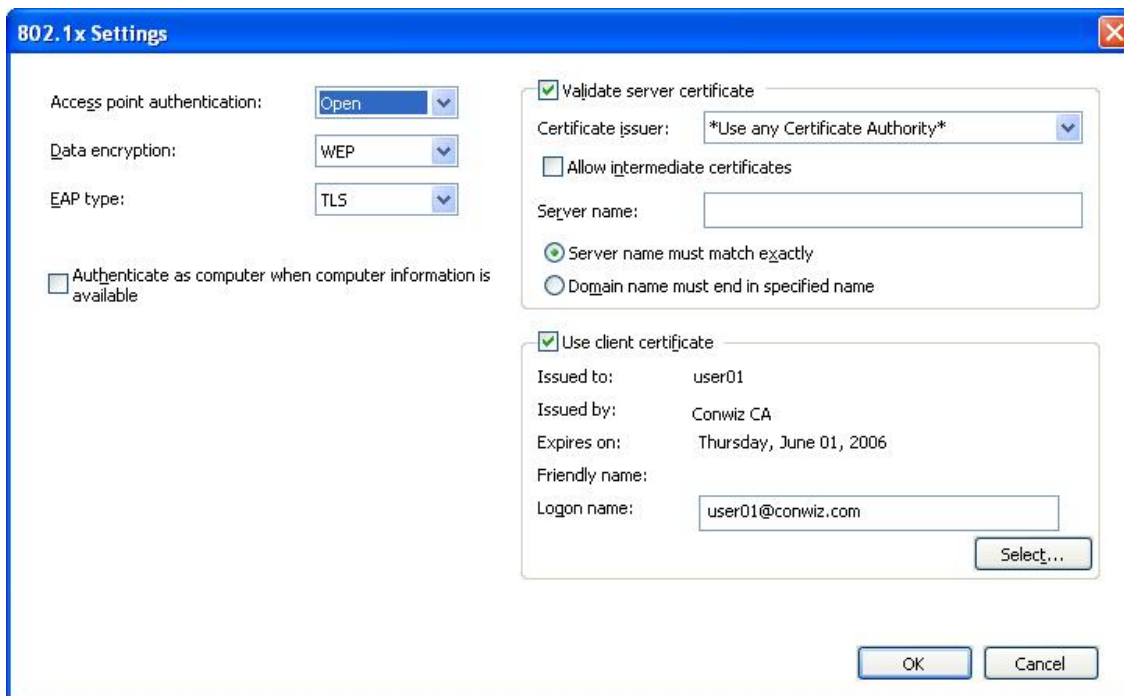 802.1x Settings
Access point authentication:
Open
Data encryption:
WEP
EAP type:
TLS
Authenticate as computer when computer information is
available
Validate server certificate
Certificate issuer:
*Use any Certificate Authority*
Allow intermediate certificates
Server name:
Server name must match exactly
Domain name must end in specified name
Use client certificate
Issued to:
user01
Issued by:
Conwiz CA
Expires on:
Thursday, June 01, 2006
Friendly name:
Logon name:
user01@conwiz.com
Select...
OK
Cancel